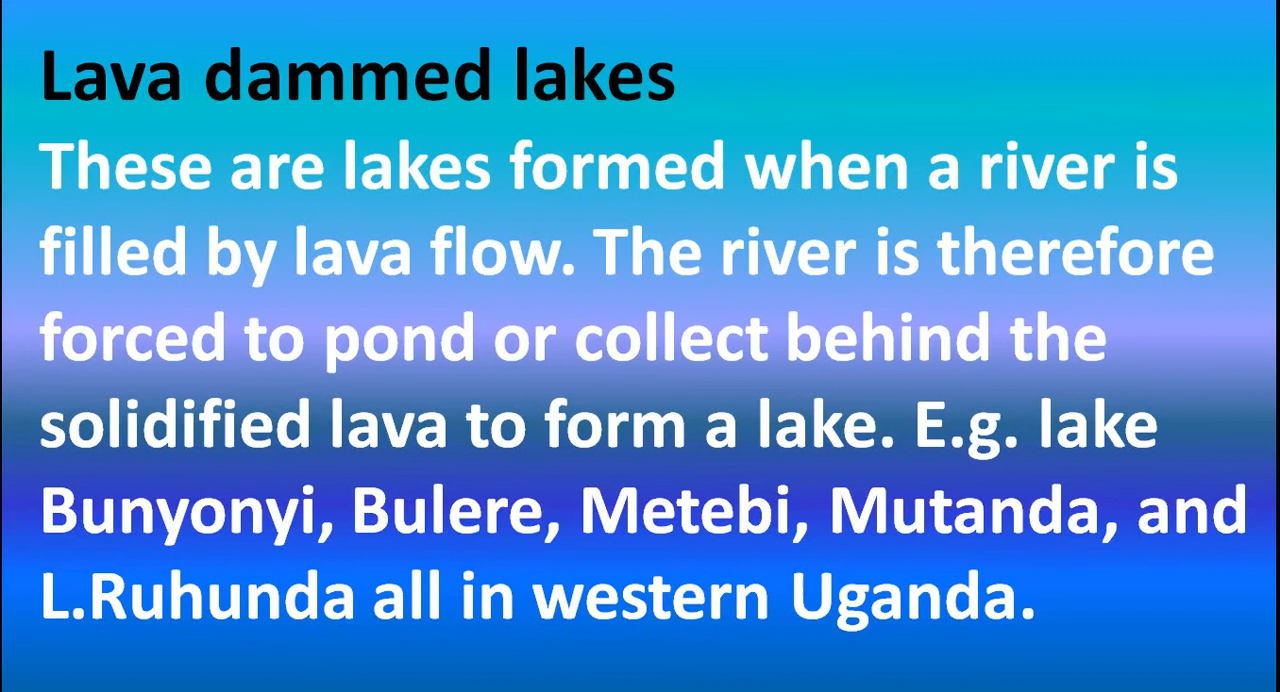 Lava dammed lakes
These are lakes formed when a river is
filled by lava flow. The river is therefore
forced to pond or collect behind the
solidified lava to form a lake. E.g. lake
Bunyonyi, Bulere, Metebi, Mutanda, and
L.Ruhunda all in western Uganda.